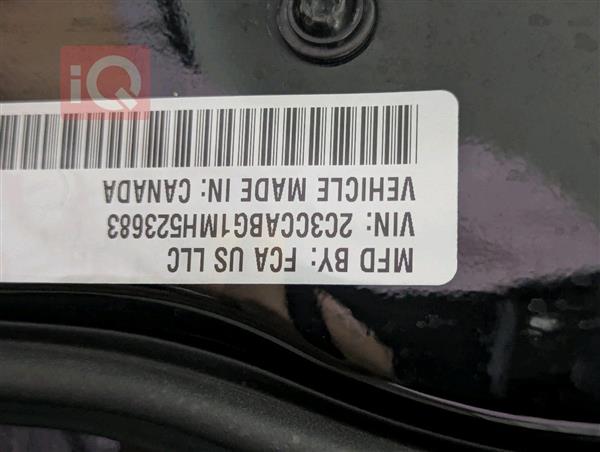 iQ
MFD BY: FCA US LLC
VIN: 2C3CCABG1MH523683
VEHICLE MADE IN: CANADA